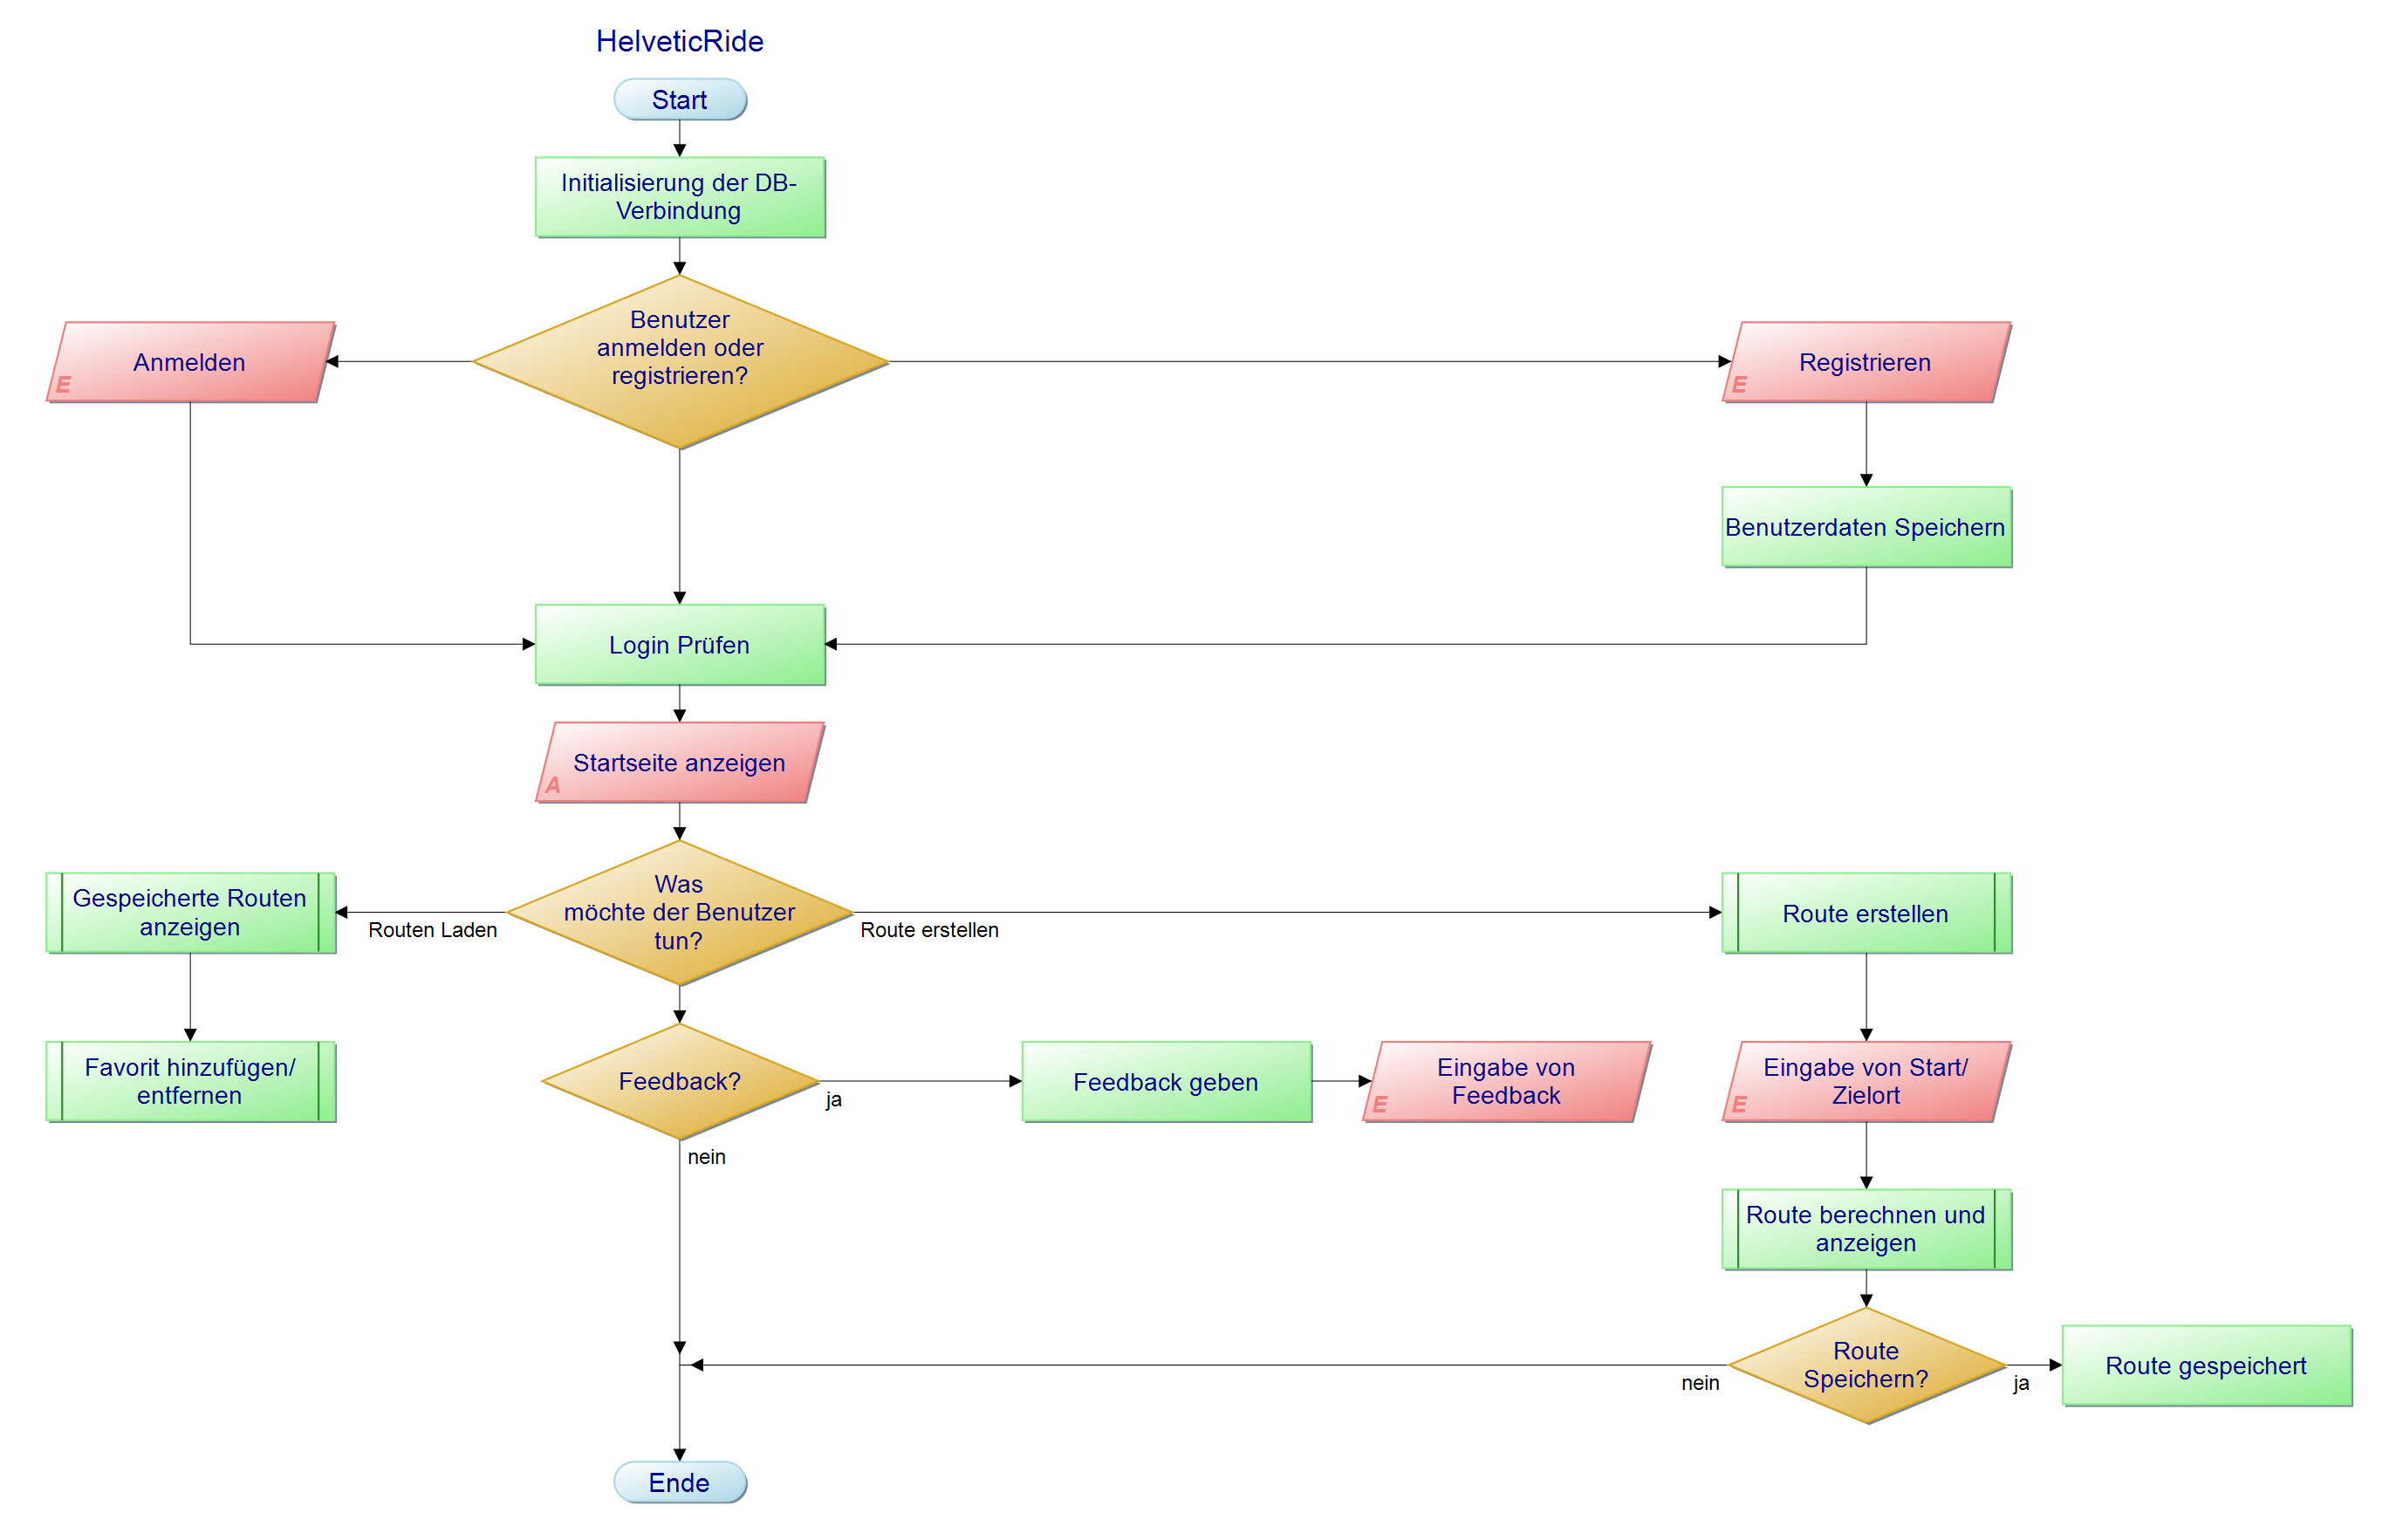 HelveticRide
Start
Initialisierung der DB-
Verbindung
Benutzer
anmelden oder
registrieren?
Anmelden
E
Registrieren
E
Benutzerdaten Speichern
Login Prüfen
Startseite anzeigen
A
Was
möchte der Benutzer
tun?
Routen Laden
Route erstellen
Gespeicherte Routen
anzeigen
Route erstellen
Favorit hinzufügen/
entfernen
Feedback?
ja
nein
Feedback geben
Eingabe von
Feedback
E
Eingabe von Start/
Zielort
E
Route berechnen und
anzeigen
Route
Speichern?
nein
ja
Route gespeichert
Ende